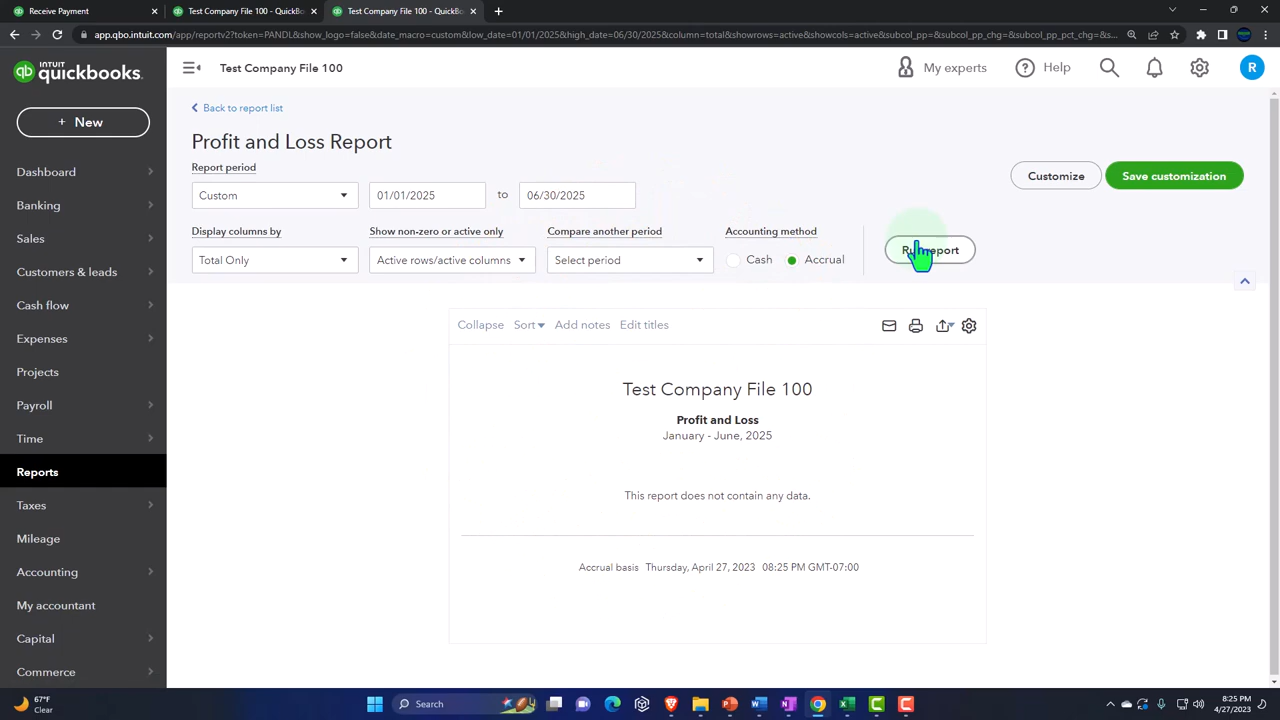 Receive Payment
Test Company File 100 - QuickBo
Test Company File 100 - QuickBo
app.qbo.intuit.com/app/reportv2?token=PANDL&show_logo=false&date_macro=custom&low_date=01/01/2025&high_date=06/30/2025&column=total&showrows=active&showcols=active&subcol_pp=&subcol_pp_chg=&subcol_pp_pct_chg=&subcol_py=&
INTUIT
quickbooks.
Test Company File 100
My experts
Help
R
+ New
Dashboard
Banking
Sales
Customers & leads
Cash flow
Expenses
Projects
Payroll
Time
Reports
Taxes
Mileage
Accounting
My accountant
Capital
Commerce
Back to report list
Profit and Loss Report
Report period
Custom
01/01/2025
to
06/30/2025
Customize
Save customization
Display columns by
Show non-zero or active only
Compare another period
Accounting method
Total Only
Active rows/active columns
Select period
Cash
Accrual
Run report
Collapse
Sort
Add notes
Edit titles
Test Company File 100
Profit and Loss
January - June, 2025
This report does not contain any data.
Accrual basis Thursday, April 27, 2023 08:25 PM GMT-07:00
67°F
Clear
Search
8:25 PM
4/27/2023